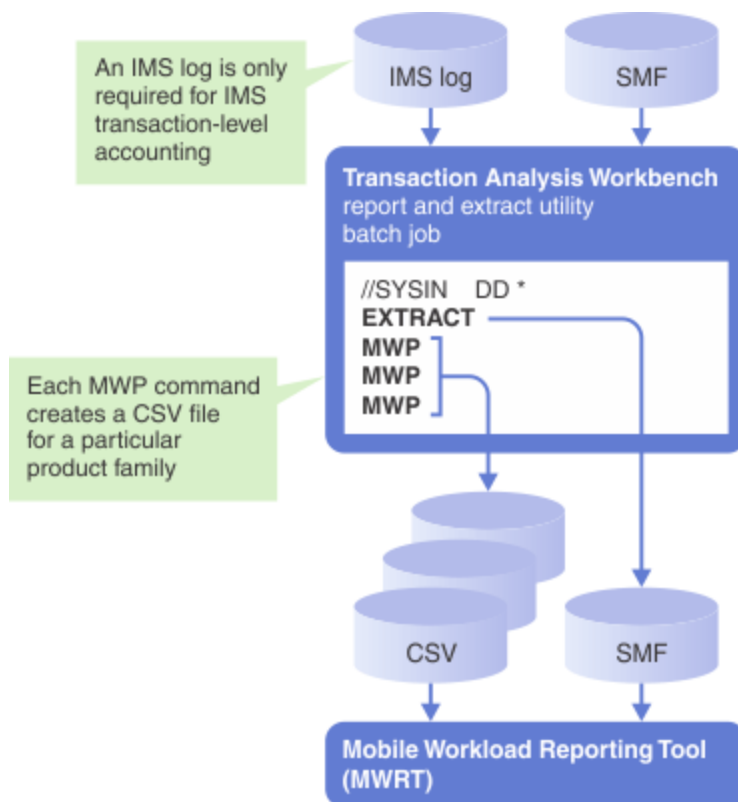 An IMS log is only
required for IMS
transaction-level
accounting
IMS log
SMF
Transaction Analysis Workbench
report and extract utility
batch job
//SYSIN DD *
EXTRACT
MWP
MWP
MWP
Each MWP command
creates a CSV file
for a particular
product family
CSV
SMF
Mobile Workload Reporting Tool
(MWRT)